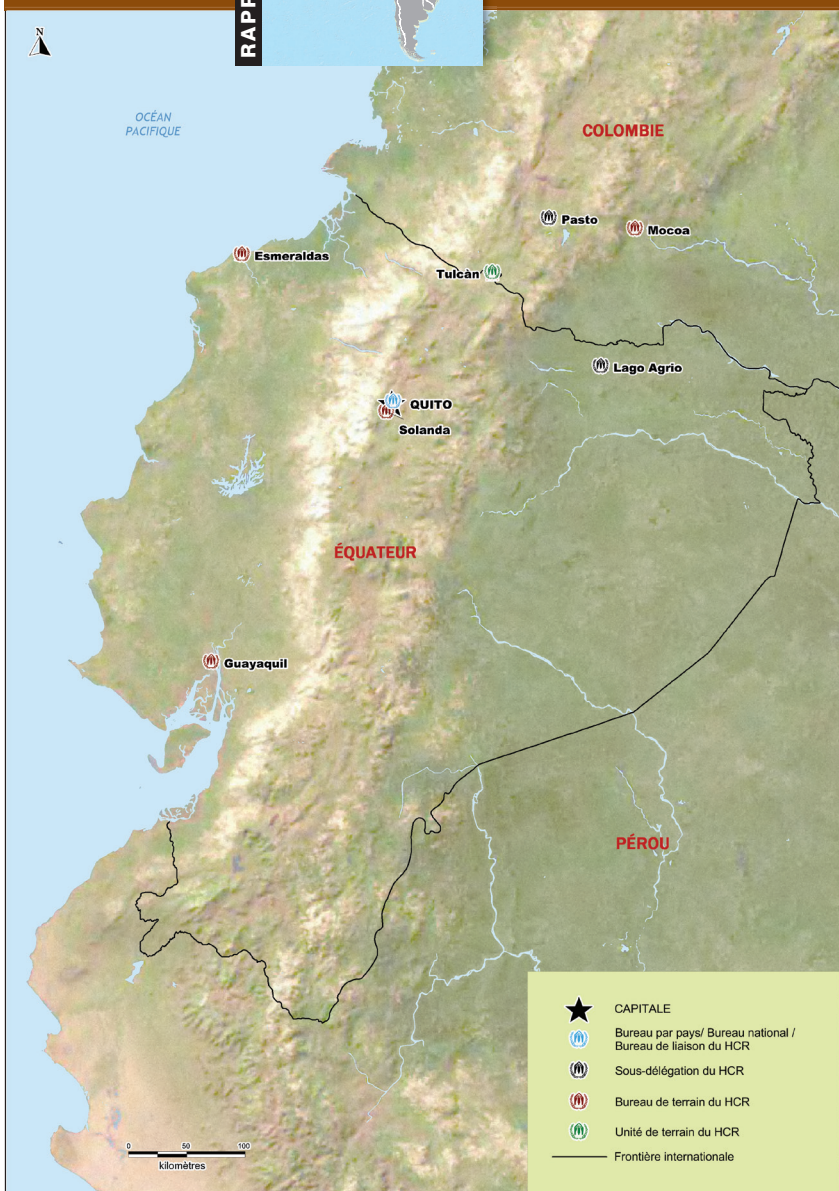 RAPP
N
OCÉAN
PACIFIQUE
COLOMBIE
Pasto
Mocoa
Esmeraldas
Tulcàn
Lago Agrio
QUITO
Solanda
ÉQUATEUR
Guayaquil
PÉROU
CAPITALE
Bureau par pays/ Bureau national /
Bureau de liaison du HCR
Sous-délégation du HCR
Bureau de terrain du HCR
Unité de terrain du HCR
Frontière internationale
0 50 100
kilomètres